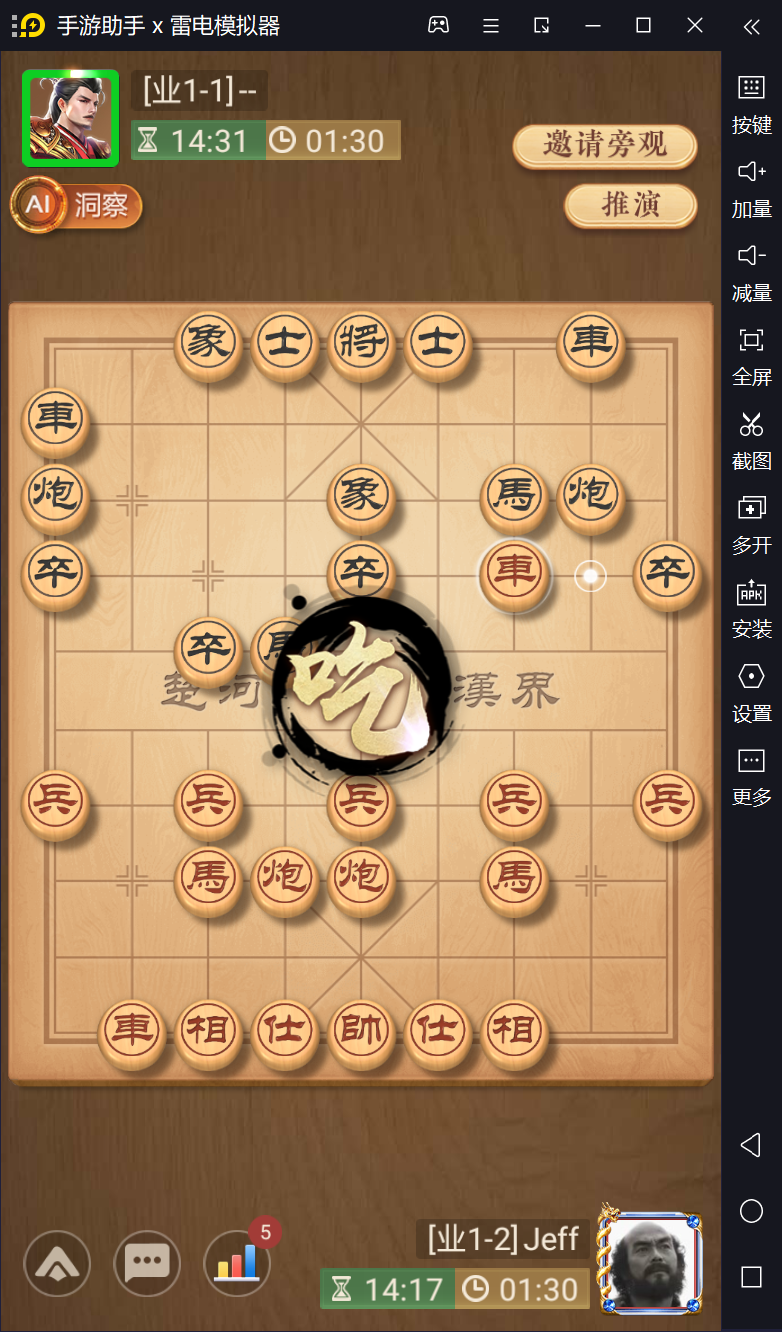 手游助手 x 雷电模拟器
[业1-1]--
14:31 01:30
邀请旁观
AI 洞察
推演
按键
加量
减量
全屏
截图
多开
APK
安装
设置
更多
象 士 將 士 車
車
炮 象 馬 炮
卒 卒 車 卒
卒 馬
吃
楚河 漢界
兵 兵 兵 兵 兵
馬 炮 炮 馬
車 相 仕 帥 仕 相
5
[业1-2] Jeff
14:17 01:30